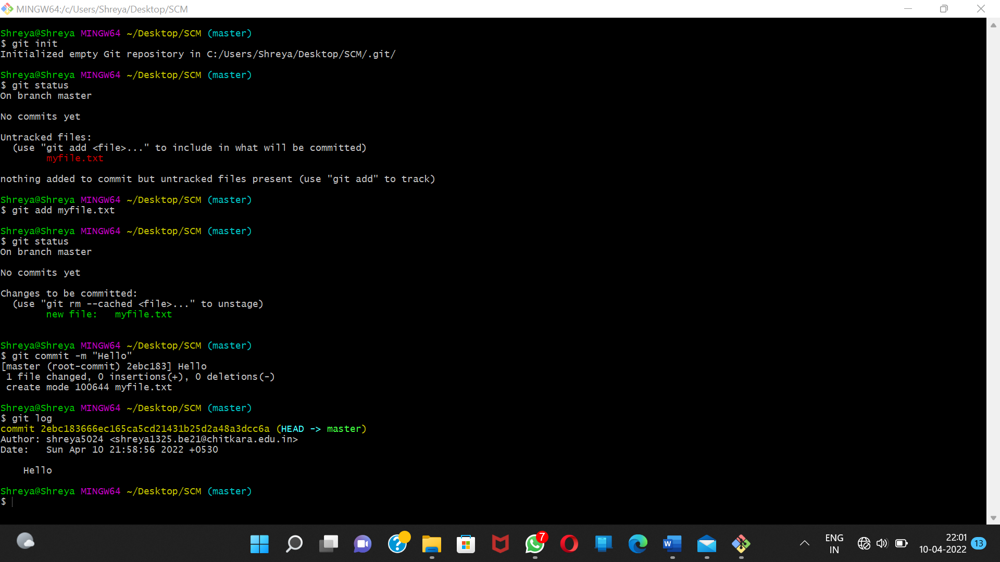 MINGW64:/c/Users/Shreya/Desktop/SCM
Shreya@Shreya MINGW64 ~/Desktop/SCM (master)
$ git init
Initialized empty Git repository in C:/Users/Shreya/Desktop/SCM/.git/
Shreya@Shreya MINGW64 ~/Desktop/SCM (master)
$ git status
On branch master
No commits yet
Untracked files:
  (use "git add <file>..." to include in what will be committed)
        myfile.txt
nothing added to commit but untracked files present (use "git add" to track)
Shreya@Shreya MINGW64 ~/Desktop/SCM (master)
$ git add myfile.txt
Shreya@Shreya MINGW64 ~/Desktop/SCM (master)
$ git status
On branch master
No commits yet
Changes to be committed:
  (use "git rm --cached <file>..." to unstage)
        new file:   myfile.txt
Shreya@Shreya MINGW64 ~/Desktop/SCM (master)
$ git commit -m "Hello"
[master (root-commit) 2ebc183] Hello
 1 file changed, 0 insertions(+), 0 deletions(-)
 create mode 100644 myfile.txt
Shreya@Shreya MINGW64 ~/Desktop/SCM (master)
$ git log
commit 2ebc183666ec165ca5cd21431b25d2a48a3dcc6a (HEAD -> master)
Author: shreya5024 <shreya1325.be21@chitkara.edu.in>
Date:   Sun Apr 10 21:58:56 2022 +0530
    Hello
Shreya@Shreya MINGW64 ~/Desktop/SCM (master)
$
?
7
W
ENG
IN
22:01
10-04-2022
13